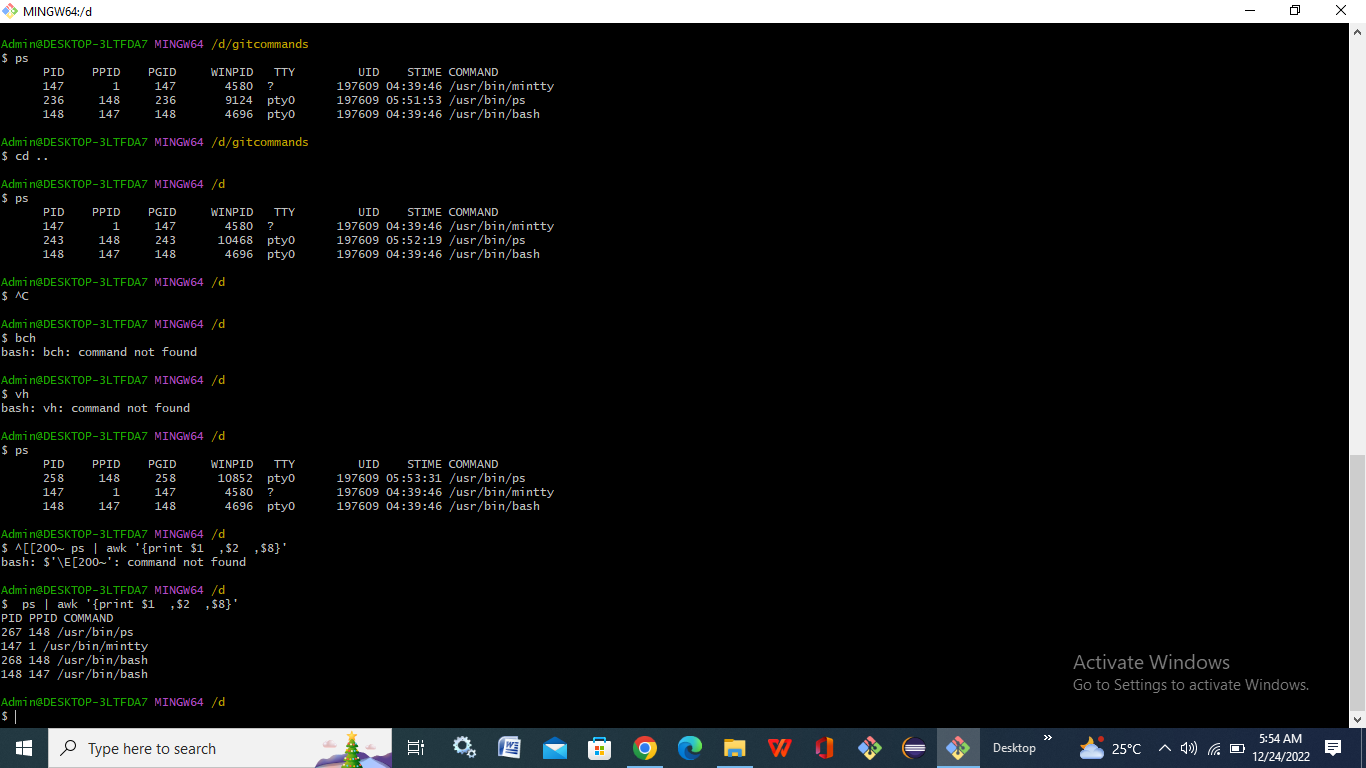 MINGW64:/d
Admin@DESKTOP-3LTFDA7 MINGW64 /d/gitcommands
$ ps
PID PPID PGID WINPID TTY UID STIME COMMAND
147 1 147 4580 ? 197609 04:39:46 /usr/bin/mintty
236 148 236 9124 pty0 197609 05:51:53 /usr/bin/ps
148 147 148 4696 pty0 197609 04:39:46 /usr/bin/bash
Admin@DESKTOP-3LTFDA7 MINGW64 /d/gitcommands
$ cd ..
Admin@DESKTOP-3LTFDA7 MINGW64 /d
$ ps
PID PPID PGID WINPID TTY UID STIME COMMAND
147 1 147 4580 ? 197609 04:39:46 /usr/bin/mintty
243 148 243 10468 pty0 197609 05:52:19 /usr/bin/ps
148 147 148 4696 pty0 197609 04:39:46 /usr/bin/bash
Admin@DESKTOP-3LTFDA7 MINGW64 /d
$ ^C
Admin@DESKTOP-3LTFDA7 MINGW64 /d
$ bch
bash: bch: command not found
Admin@DESKTOP-3LTFDA7 MINGW64 /d
$ vh
bash: vh: command not found
Admin@DESKTOP-3LTFDA7 MINGW64 /d
$ ps
PID PPID PGID WINPID TTY UID STIME COMMAND
258 148 258 10852 pty0 197609 05:53:31 /usr/bin/ps
147 1 147 4580 ? 197609 04:39:46 /usr/bin/mintty
148 147 148 4696 pty0 197609 04:39:46 /usr/bin/bash
Admin@DESKTOP-3LTFDA7 MINGW64 /d
$ ^[[200~ ps | awk '{print $1  ,$2  ,$8}'
bash: $'\E[200~': command not found
Admin@DESKTOP-3LTFDA7 MINGW64 /d
$  ps | awk '{print $1  ,$2  ,$8}'
PID PPID COMMAND
267 148 /usr/bin/ps
147 1 /usr/bin/mintty
268 148 /usr/bin/bash
148 147 /usr/bin/bash
Admin@DESKTOP-3LTFDA7 MINGW64 /d
$
Activate Windows
Go to Settings to activate Windows.
Type here to search
Desktop
25°C
5:54 AM
12/24/2022